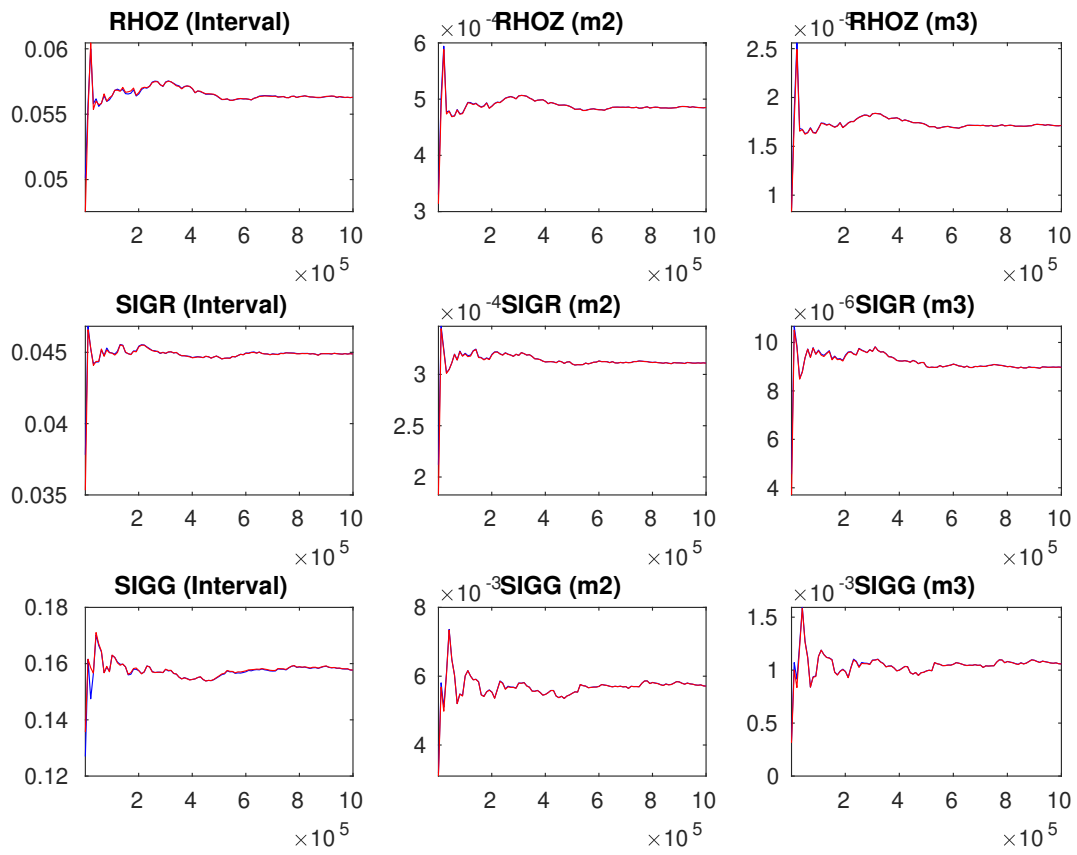 RHOZ (Interval)
0.06
0.055
0.05
2 4 6 8 10
×10 5
×10 -4
RHOZ (m2)
6
5
4
3
2 4 6 8 10
×10 5
×10 -5
RHOZ (m3)
2.5
2
1.5
1
2 4 6 8 10
×10 5
SIGR (Interval)
0.045
0.04
0.035
2 4 6 8 10
×10 5
×10 -4
SIGR (m2)
3
2.5
2
2 4 6 8 10
×10 5
×10 -6
SIGR (m3)
10
8
6
4
2 4 6 8 10
×10 5
SIGG (Interval)
0.18
0.16
0.14
0.12
2 4 6 8 10
×10 5
×10 -3
SIGG (m2)
8
6
4
2 4 6 8 10
×10 5
×10 -3
SIGG (m3)
1.5
1
0.5
0
2 4 6 8 10
×10 5